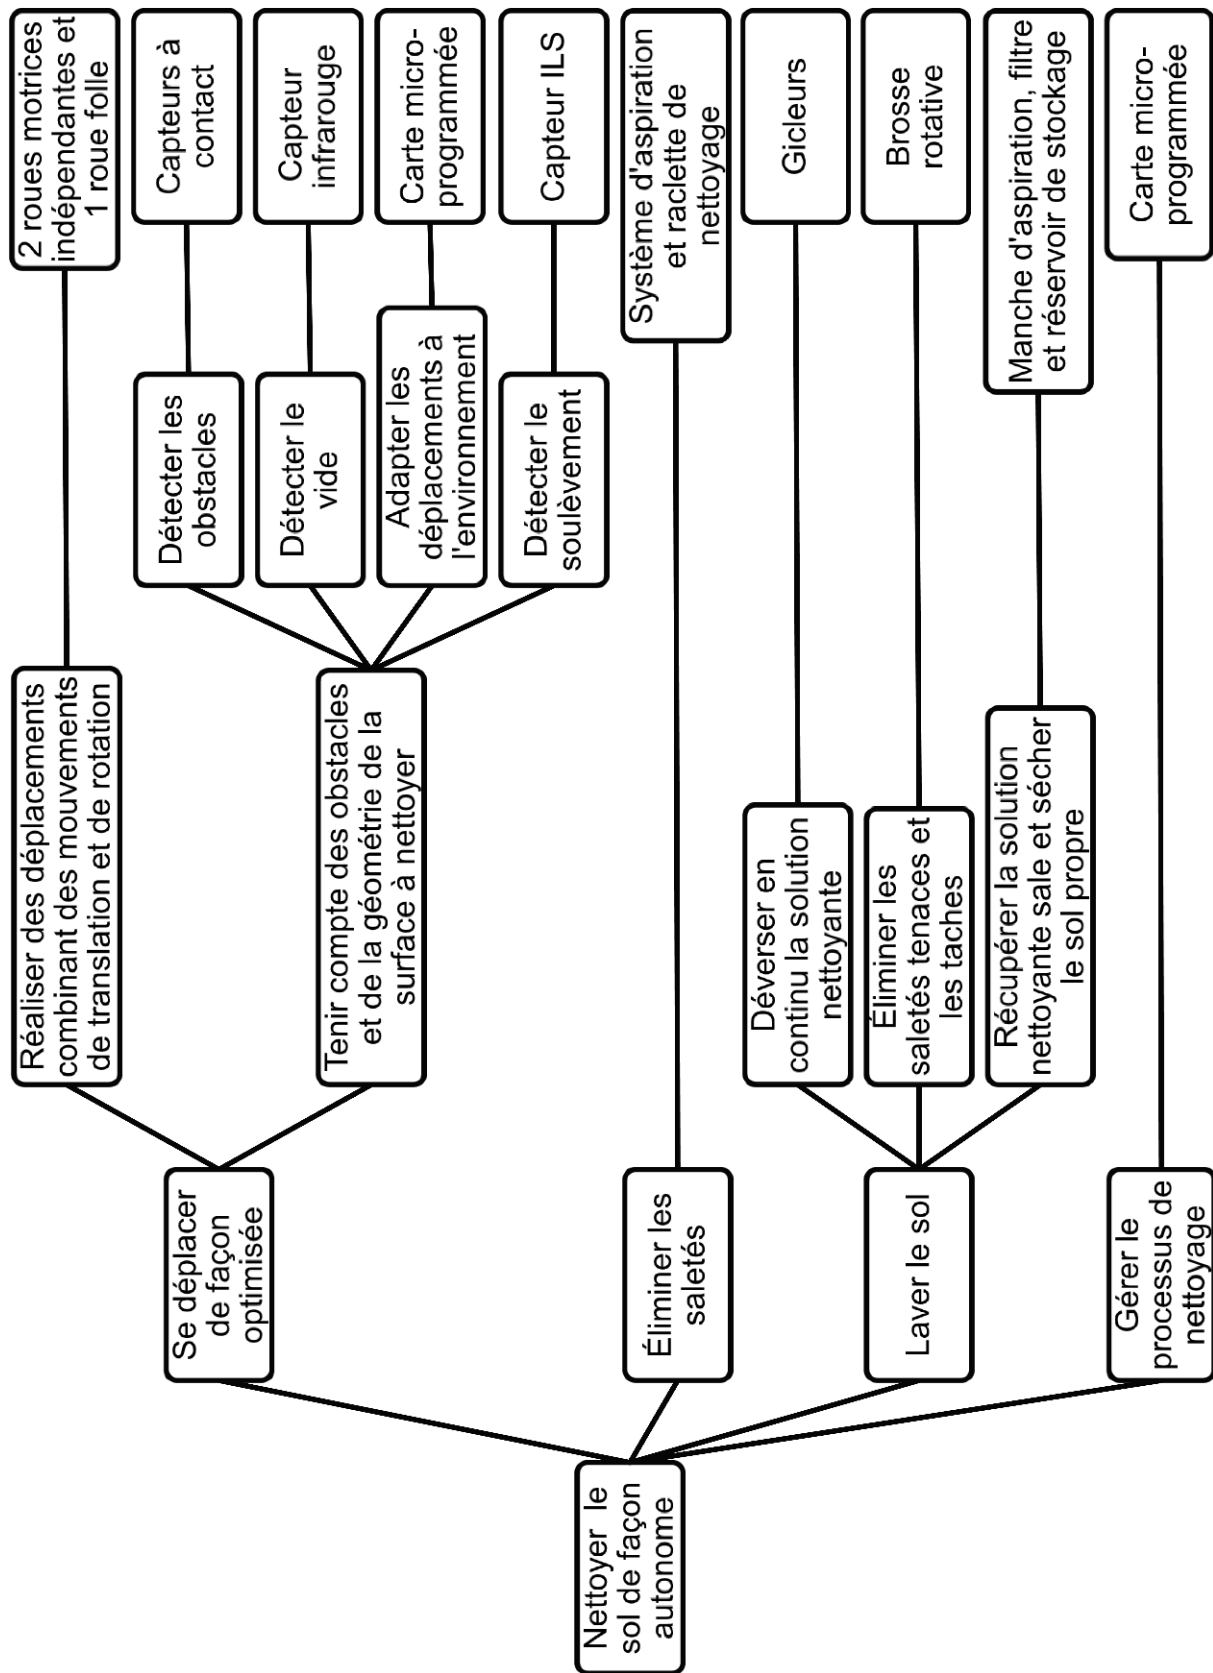 Nettoyer le
sol de façon
autonome
Se déplacer
de façon
optimisée
Réaliser des déplacements
combinant des mouvements
de translation et de rotation
2 roues motrices
indépendantes et
1 roue folle
Tenir compte des obstacles
et de la géométrie de la
surface à nettoyer
Détecter les
obstacles
Capteurs à
contact
Détecter le
vide
Capteur
infrarouge
Adapter les
déplacements à
l'environnement
Carte micro-
programmée
Détecter le
soulèvement
Capteur ILS
Éliminer les
saletés
Système d'aspiration
et raclette de
nettoyage
Laver le sol
Déverser en
continu la solution
nettoyante
Gicleurs
Éliminer les
saletés tenaces et
les taches
Brosse
rotative
Récupérer la solution
nettoyante sale et sécher
le sol propre
Manche d'aspiration, filtre
et réservoir de stockage
Gérer le
processus de
nettoyage
Carte micro-
programmée